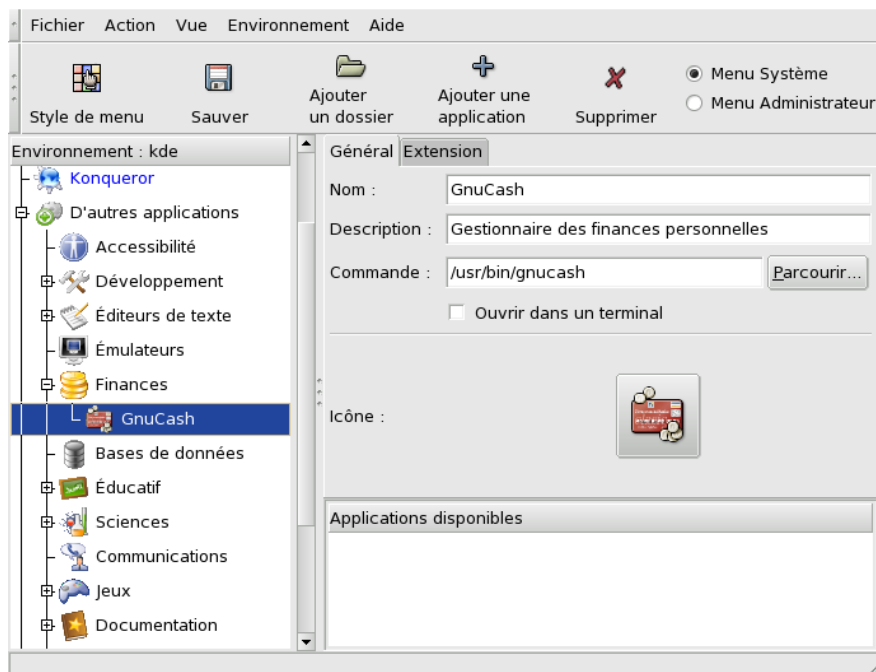 Fichier Action Vue Environnement Aide
Style de menu
Sauver
Ajouter
un dossier
Ajouter une
application
Supprimer
Menu Système
Menu Administrateur
Environnement : kde
Konqueror
D'autres applications
Accessibilité
Développement
Éditeurs de texte
Émulateurs
Finances
GnuCash
Bases de données
Éducatif
Sciences
Communications
Jeux
Documentation
Général Extension
Nom : GnuCash
Description : Gestionnaire des finances personnelles
Commande : /usr/bin/gnucash Parcourir...
Ouvrir dans un terminal
Icône :
Applications disponibles